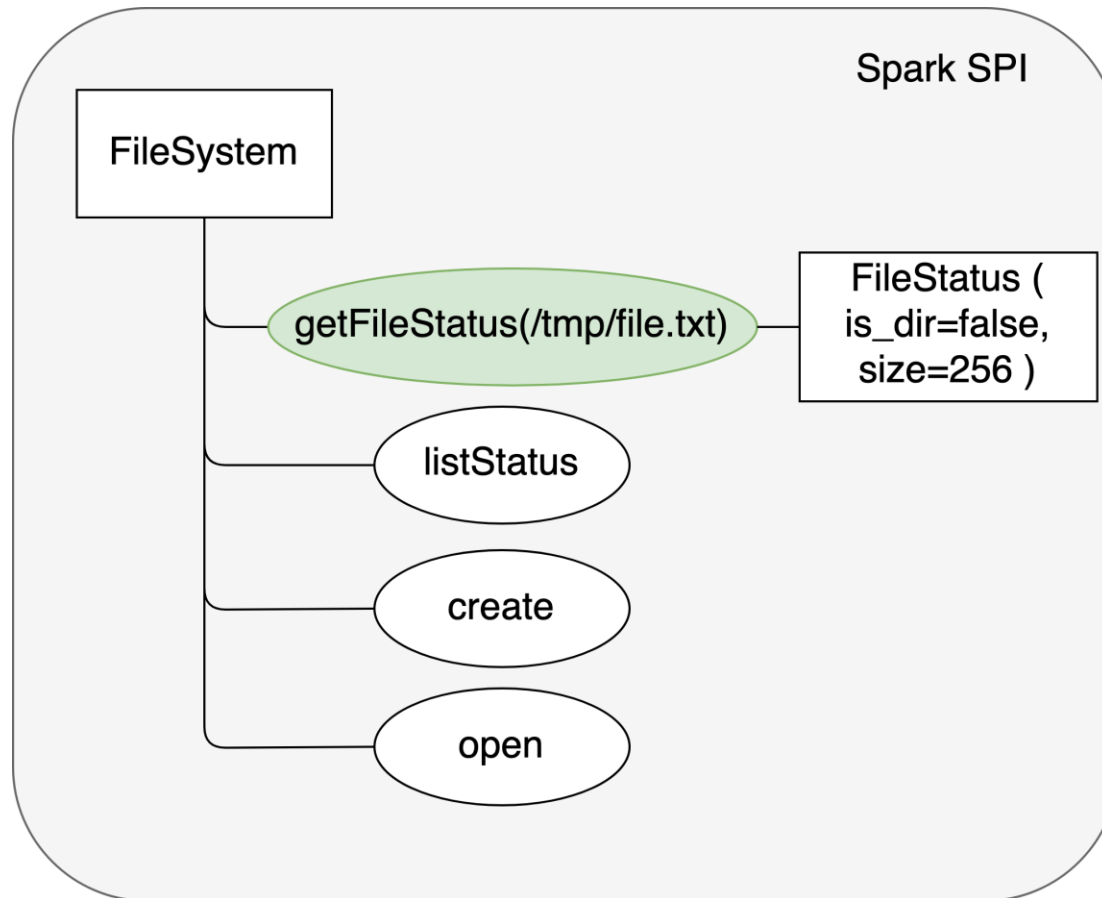 Spark SPI
FileSystem
getFileStatus(/tmp/file.txt)
FileStatus (
is_dir=false,
size=256 )
listStatus
create
open